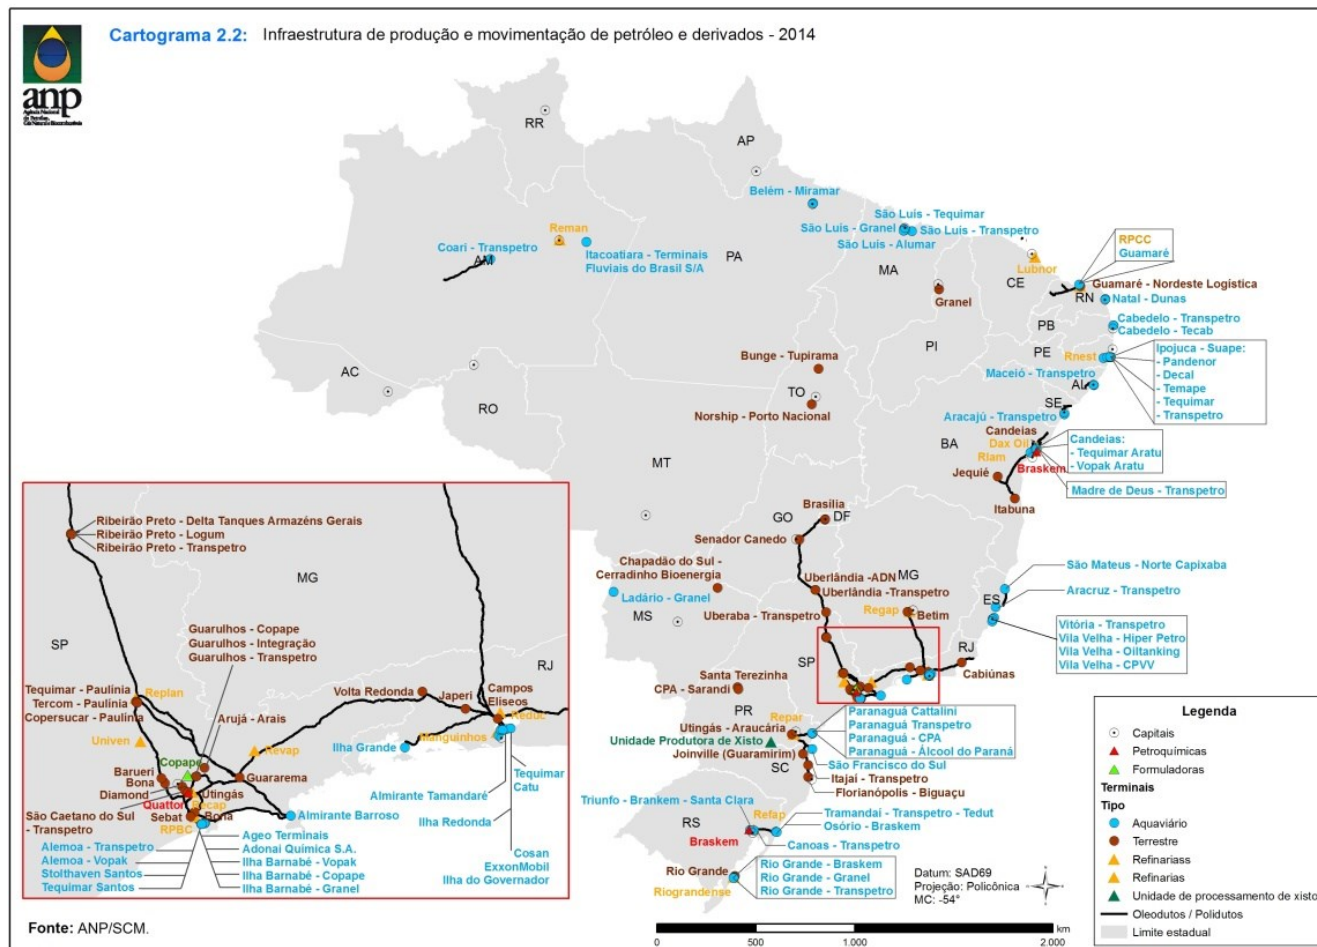 Cartograma 2.2: Infraestrutura de produção e movimentação de petróleo e derivados - 2014
anp
Agência Nacional
do Petróleo,
Gás Natural e Biocombustíveis
RR
AP
Belém - Miramar
São Luís - Tequimar
São Luís - Granel
São Luís - Transpetro
São Luís - Alumar
Reman
Coari - Transpetro
AM
Itacoatiara - Terminais
Fluviais do Brasil S/A
PA
MA
CE
Lubnor
RPCC
Guamaré
Guamaré - Nordeste Logística
RN
Natal - Dunas
Granel
PB
Cabedelo - Transpetro
Cabedelo - Tecab
PI
PE
Rnest
Ipojuca - Suape:
- Pandenor
- Decal
- Temape
- Tequimar
- Transpetro
Bunge - Tupirama
Maceió - Transpetro
AL
AC
RO
TO
Norship - Porto Nacional
SE
Aracajú - Transpetro
BA
Candeias
Dax Oil
Rlam
Braskem
Candeias:
- Tequimar Aratu
- Vopak Aratu
Madre de Deus - Transpetro
MT
Jequié
Itabuna
Brasília
GO
DF
Senador Canedo
Chapadão do Sul -
Cerradinho Bioenergia
Ladário - Granel
MS
Uberlândia -ADN
Uberlândia -Transpetro
MG
Uberaba - Transpetro
Regap
Betim
São Mateus - Norte Capixaba
ES
Aracruz - Transpetro
Vitória - Transpetro
Vila Velha - Hiper Petro
Vila Velha - Oiltanking
Vila Velha - CPVV
SP
RJ
Cabiúnas
Santa Terezinha
CPA - Sarandi
PR
Repar
Utingás - Araucária
Unidade Produtora de Xisto
Joinville (Guaramirim)
Paranaguá Cattalini
Paranaguá Transpetro
Paranaguá - CPA
Paranaguá - Álcool do Paraná
São Francisco do Sul
SC
Itajaí - Transpetro
Florianópolis - Biguaçu
Triunfo - Brankem - Santa Clara
Refap
Tramandaí - Transpetro - Tedut
Osório - Braskem
RS
Braskem
Canoas - Transpetro
Rio Grande
Riograndense
Rio Grande - Braskem
Rio Grande - Granel
Rio Grande - Transpetro
Datum: SAD69
Projeção: Policônica
MC: -54°
0 500 1.000 2.000
km
Ribeirão Preto - Delta Tanques Armazéns Gerais
Ribeirão Preto - Logum
Ribeirão Preto - Transpetro
MG
SP
Guarulhos - Copape
Guarulhos - Integração
Guarulhos - Transpetro
RJ
Tequimar - Paulínia
Tercom - Paulínia
Copersucar - Paulínia
Replan
Univen
Arujá - Arais
Volta Redonda
Japeri
Campos
Elíseos
Reduc
Manguinhos
Revap
Ilha Grande
Copape
Barueri
Bona
Diamond
Guararema
Utingás
Quattor
Recap
Bona
São Caetano do Sul
- Transpetro
Sebat
RPBC
Almirante Barroso
Almirante Tamandaré
Tequimar
Catu
Ilha Redonda
Cosan
ExxonMobil
Ilha do Governador
Alemoa - Transpetro
Alemoa - Vopak
Stolthaven Santos
Tequimar Santos
Ageo Terminais
Adonai Química S.A.
Ilha Barnabé - Vopak
Ilha Barnabé - Copape
Ilha Barnabé - Granel
Legenda
Capitais
Petroquímicas
Formuladoras
Terminais
Tipo
Aquaviário
Terrestre
Refinariass
Refinarias
Unidade de processamento de xisto
Oleodutos / Polidutos
Limite estadual
Fonte: ANP/SCM.